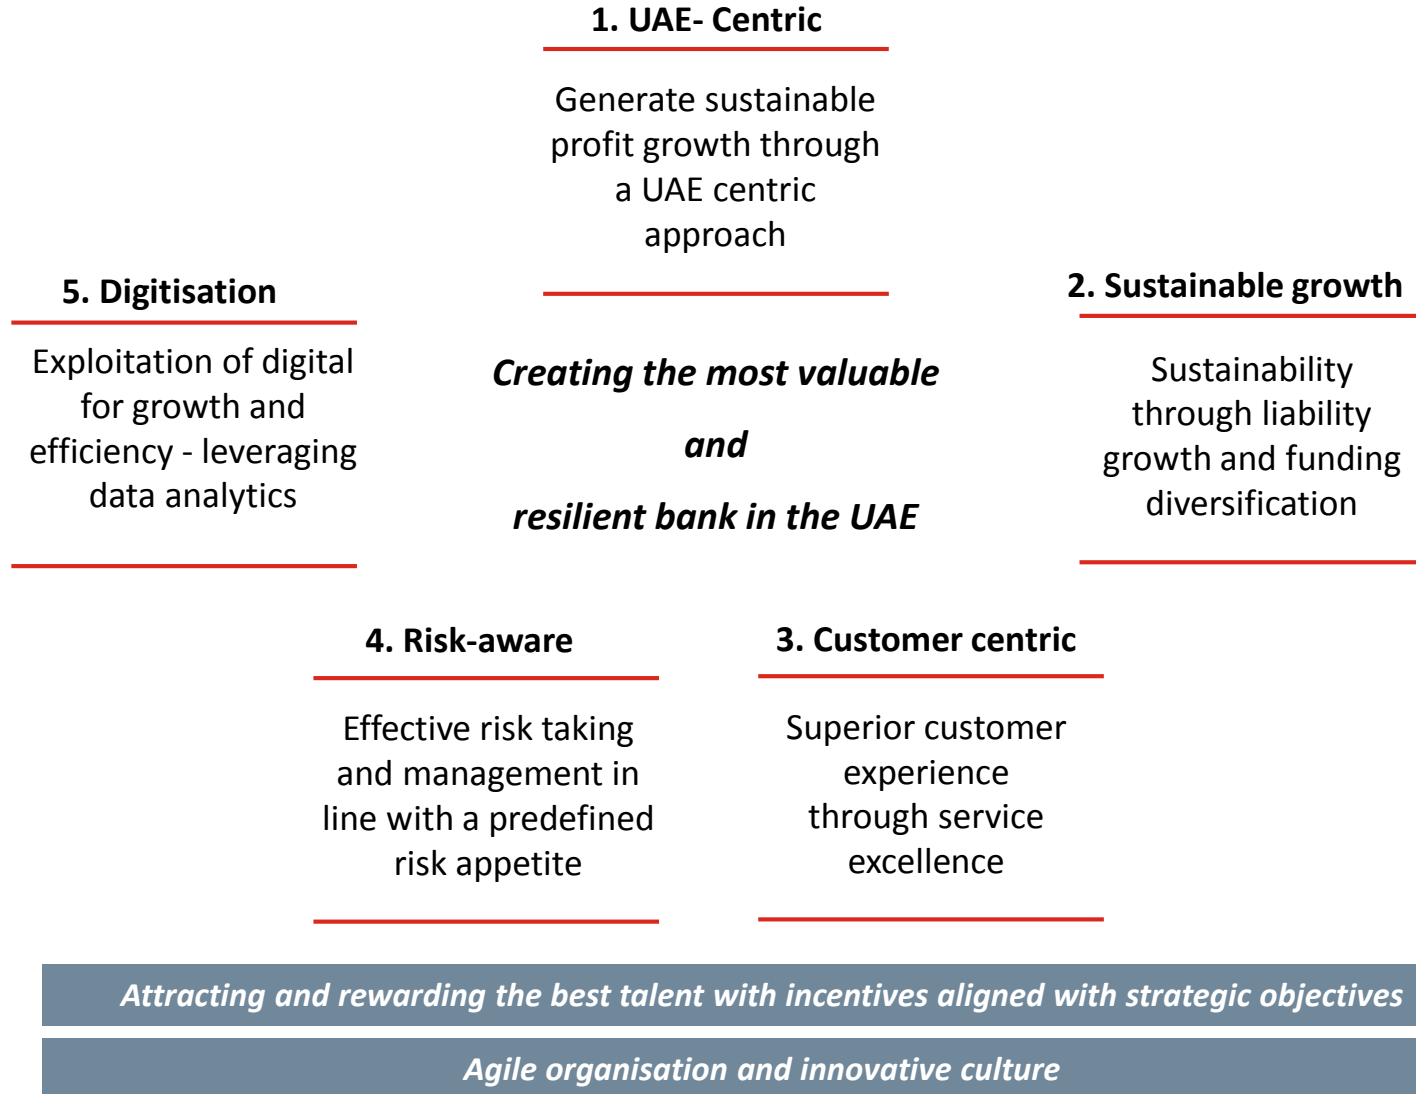 1. UAE- Centric
Generate sustainable
profit growth through
a UAE centric
approach
2. Sustainable growth
Sustainability
through liability
growth and funding
diversification
3. Customer centric
Superior customer
experience
through service
excellence
4. Risk-aware
Effective risk taking
and management in
line with a predefined
risk appetite
5. Digitisation
Exploitation of digital
for growth and
efficiency - leveraging
data analytics
Creating the most valuable
and
resilient bank in the UAE
Attracting and rewarding the best talent with incentives aligned with strategic objectives
Agile organisation and innovative culture